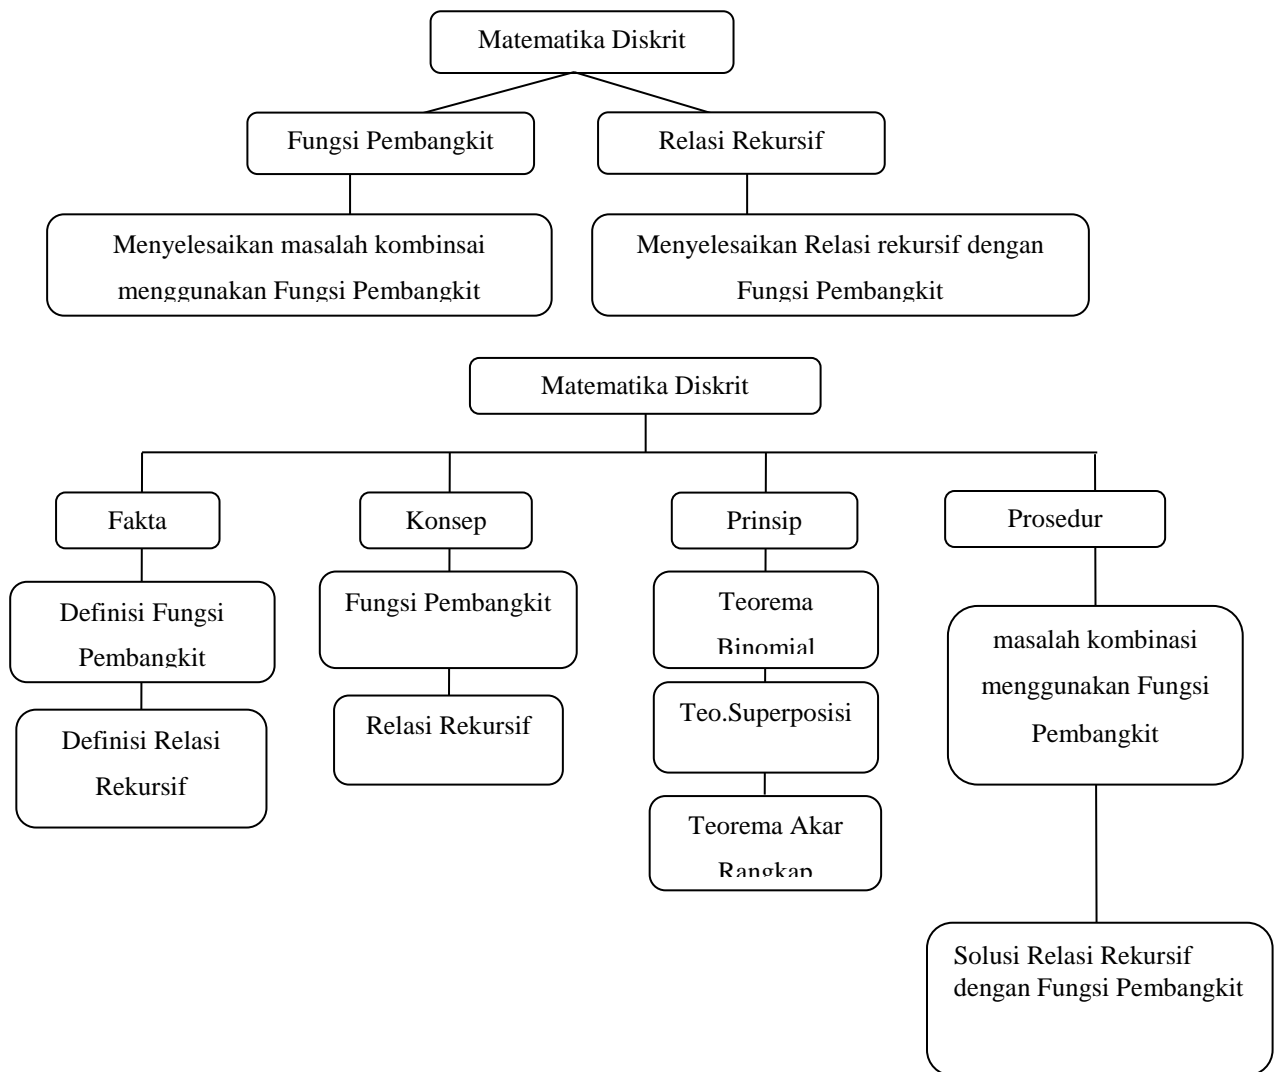 Matematika Diskrit
Fungsi Pembangkit
Relasi Rekursif
Menyelesaikan masalah kombinsai
menggunakan Fungsi Pembangkit
Menyelesaikan Relasi rekursif dengan
Fungsi Pembangkit
Matematika Diskrit
Fakta
Konsep
Prinsip
Prosedur
Definisi Fungsi
Pembangkit
Definisi Relasi
Rekursif
Fungsi Pembangkit
Relasi Rekursif
Teorema
Binomial
Teo.Superposisi
Teorema Akar
Rangkap
masalah kombinasi
menggunakan Fungsi
Pembangkit
Solusi Relasi Rekursif
dengan Fungsi Pembangkit